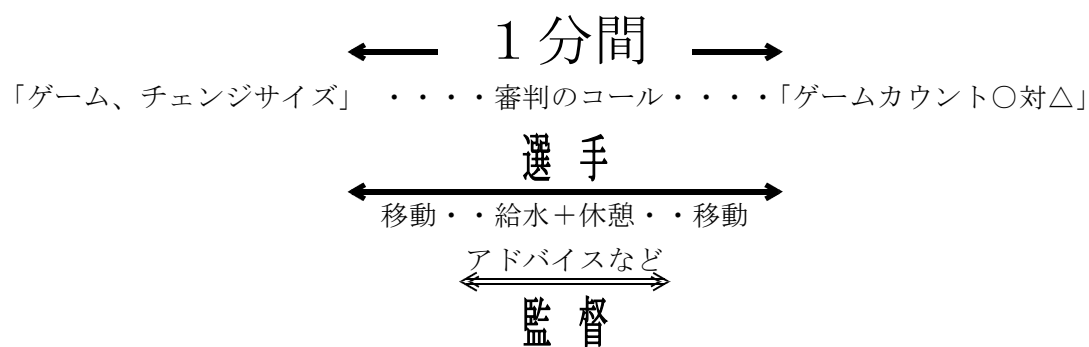 １分間
「ゲーム、チェンジサイズ」 ・・・・審判のコール・・・・「ゲームカウント○対△」
選 手
移動・・給水＋休憩・・移動
アドバイスなど
監 督